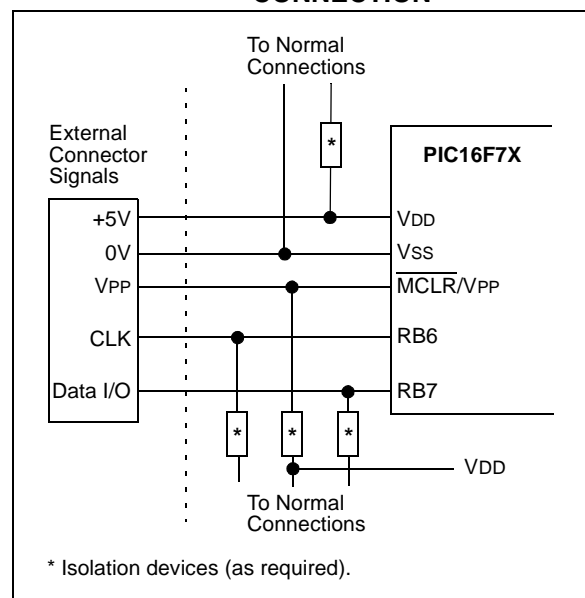 CONNECTION
To Normal
Connections
External
Connector
Signals
*
PIC16F7X
+5V
VDD
0V
VSS
VPP
MCLR/VPP
CLK
RB6
Data I/O
RB7
*
*
*
VDD
To Normal
Connections
* Isolation devices (as required).